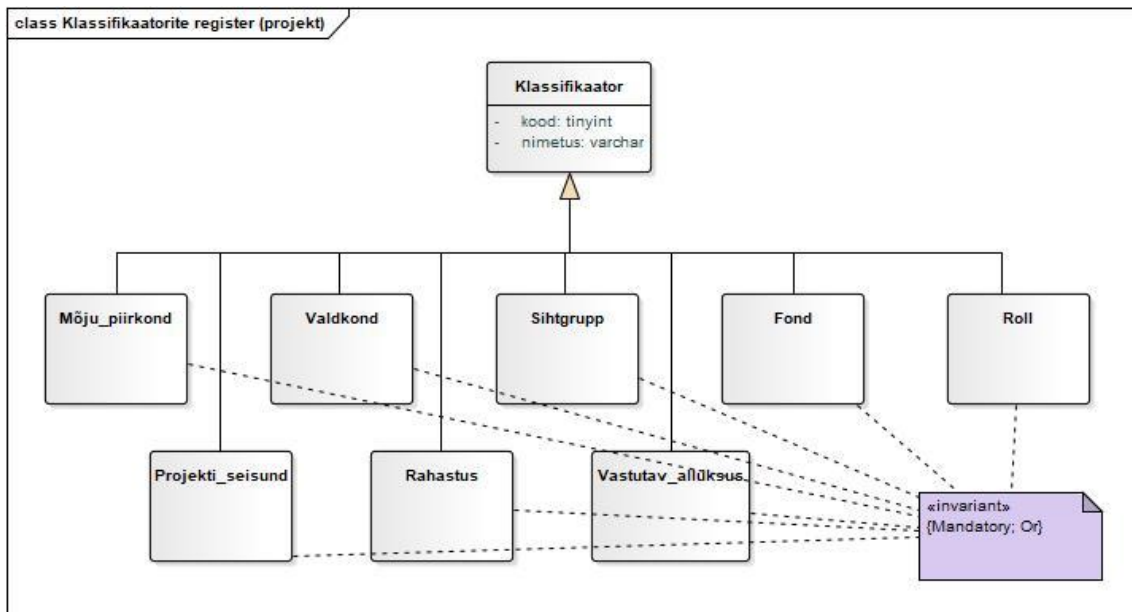 class Klassifikaatorite register (projekt)
Klassifikaator
- kood: tinyint
- nimetus: varchar
Mõju_piirkond
Valdkond
Sihtgrupp
Fond
Roll
Projekti_seisund
Rahastus
Vastutav_allüksus
«invariant»
{Mandatory; Or}